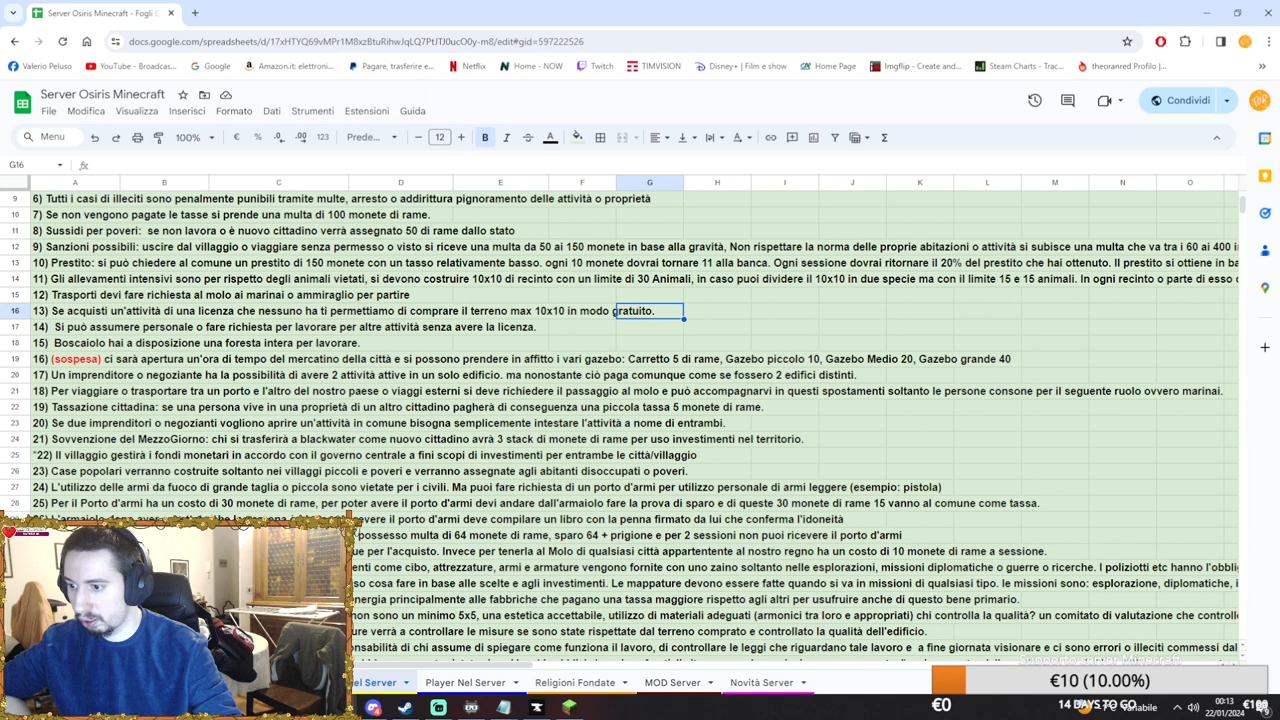 Server Osiris Minecraft - Fogli G
docs.google.com/spreadsheets/d/17xHTYQ69vMPr1M8xzBtuRihwJqLQ7PtJTJ0ucO0y-m8/edit#gid=597222526
Valerio Peluso
YouTube - Broadcas...
Google
Amazon.it: elettroni...
Pagare, trasferire e...
Netflix
Home - NOW
Twitch
TIMVISION
Disney+ | Film e show
Home Page
Imgflip - Create and...
Steam Charts - Trac...
theoranred Profilo |...
Server Osiris Minecraft
File Modifica Visualizza Inserisci Formato Dati Strumenti Estensioni Guida
Condividi
Menu 100% € % .0 .00 123 Prede... 12 B I A
G16 fx
A B C D E F G H I J K L M N O
9 6) Tutti i casi di illeciti sono penalmente punibili tramite multe, arresto o addirittura pignoramento delle attività o proprietà
10 7) Se non vengono pagate le tasse si prende una multa di 100 monete di rame.
11 8) Sussidi per poveri: se non lavora o è nuovo cittadino verrà assegnato 50 di rame dallo stato
12 9) Sanzioni possibili: uscire dal villaggio o viaggiare senza permesso o visto si riceve una multa da 50 ai 150 monete in base alla gravità, Non rispettare la norma delle proprie abitazioni o attività si subisce una multa che va tra i 60 ai 400 i
13 10) Prestito: si può chiedere al comune un prestito di 150 monete con un tasso relativamente basso. ogni 10 monete dovrai tornare 11 alla banca. Ogni sessione dovrai ritornare il 20% del prestito che hai ottenuto. Il prestito si ottiene in ba
14 11) Gli allevamenti intensivi sono per rispetto degli animali vietati, si devono costruire 10x10 di recinto con un limite di 30 Animali, in caso puoi dividere il 10x10 in due specie ma con il limite 15 e 15 animali. In ogni recinto o parte di esso c
15 12) Trasporti devi fare richiesta al molo ai marinai o ammiraglio per partire
16 13) Se acquisti un'attività di una licenza che nessuno ha ti permettiamo di comprare il terreno max 10x10 in modo gratuito.
17 14) Si può assumere personale o fare richiesta per lavorare per altre attività senza avere la licenza.
18 15) Boscaiolo hai a disposizione una foresta intera per lavorare.
19 16) (sospesa) ci sarà apertura un'ora di tempo del mercatino della città e si possono prendere in affitto i vari gazebo: Carretto 5 di rame, Gazebo piccolo 10, Gazebo Medio 20, Gazebo grande 40
20 17) Un imprenditore o negoziante ha la possibilità di avere 2 attività attive in un solo edificio. ma nonostante ciò paga comunque come se fossero 2 edifici distinti.
21 18) Per viaggiare o trasportare tra un porto e l'altro del nostro paese o viaggi esterni si deve richiedere il passaggio al molo e può accompagnarvi in questi spostamenti soltanto le persone consone per il seguente ruolo ovvero marinai.
22 19) Tassazione cittadina: se una persona vive in una proprietà di un altro cittadino pagherà di conseguenza una piccola tassa 5 monete di rame.
23 20) Se due imprenditori o negozianti vogliono aprire un'attività in comune bisogna semplicemente intestare l'attività a nome di entrambi.
24 21) Sovvenzione del MezzoGiorno: chi si trasferirà a blackwater come nuovo cittadino avrà 3 stack di monete di rame per uso investimenti nel territorio.
25 *22) Il villaggio gestirà i fondi monetari in accordo con il governo centrale a fini scopi di investimenti per entrambe le città/villaggio
26 23) Case popolari verranno costruite soltanto nei villaggi piccoli e poveri e verranno assegnate agli abitanti disoccupati o poveri.
27 24) L'utilizzo delle armi da fuoco di grande taglia o piccola sono vietate per i civili. Ma puoi fare richiesta di un porto d'armi per utilizzo personale di armi leggere (esempio: pistola)
28 25) Per il Porto d'armi ha un costo di 30 monete di rame, per poter avere il porto d'armi devi andare dall'armaiolo fare la prova di sparo e di queste 30 monete di rame 15 vanno al comune come tassa.
evere il porto d'armi deve compilare un libro con la penna firmato da lui che conferma l'idoneità
possesso multa di 64 monete di rame, sparo 64 + prigione e per 2 sessioni non puoi ricevere il porto d'armi
ue per l'acquisto. Invece per tenerla al Molo di qualsiasi città appartentente al nostro regno ha un costo di 10 monete di rame a sessione.
enti come cibo, attrezzature, armi e armature vengono fornite con uno zaino soltanto nelle esplorazioni, missioni diplomatiche o guerre o ricerche. I poliziotti etc hanno l'obbli
so cosa fare in base alle scelte e agli investimenti. Le mappature devono essere fatte quando si va in missioni di qualsiasi tipo. le missioni sono: esplorazione, diplomatiche, i
nergia principalmente alle fabbriche che pagano una tassa maggiore rispetto agli altri per usufruire anche di questo bene primario.
non sono un minimo 5x5, una estetica accettabile, utilizzo di materiali adeguati (armonici tra loro e appropriati) chi controlla la qualità? un comitato di valutazione che contro
ture verrà a controllare le misure se sono state rispettate dal terreno comprato e controllato la qualità dell'edificio.
nsabilità di chi assume di spiegare come funziona il lavoro, di controllare le leggi che riguardano tale lavoro e a fine giornata visionare e ci sono errori o illeciti commessi dal
nel Server Player Nel Server Religioni Fondate MOD Server Novità Server
€10 (10.00%)
€0 14 DAYS TO GO €100
00:13
22/01/2024